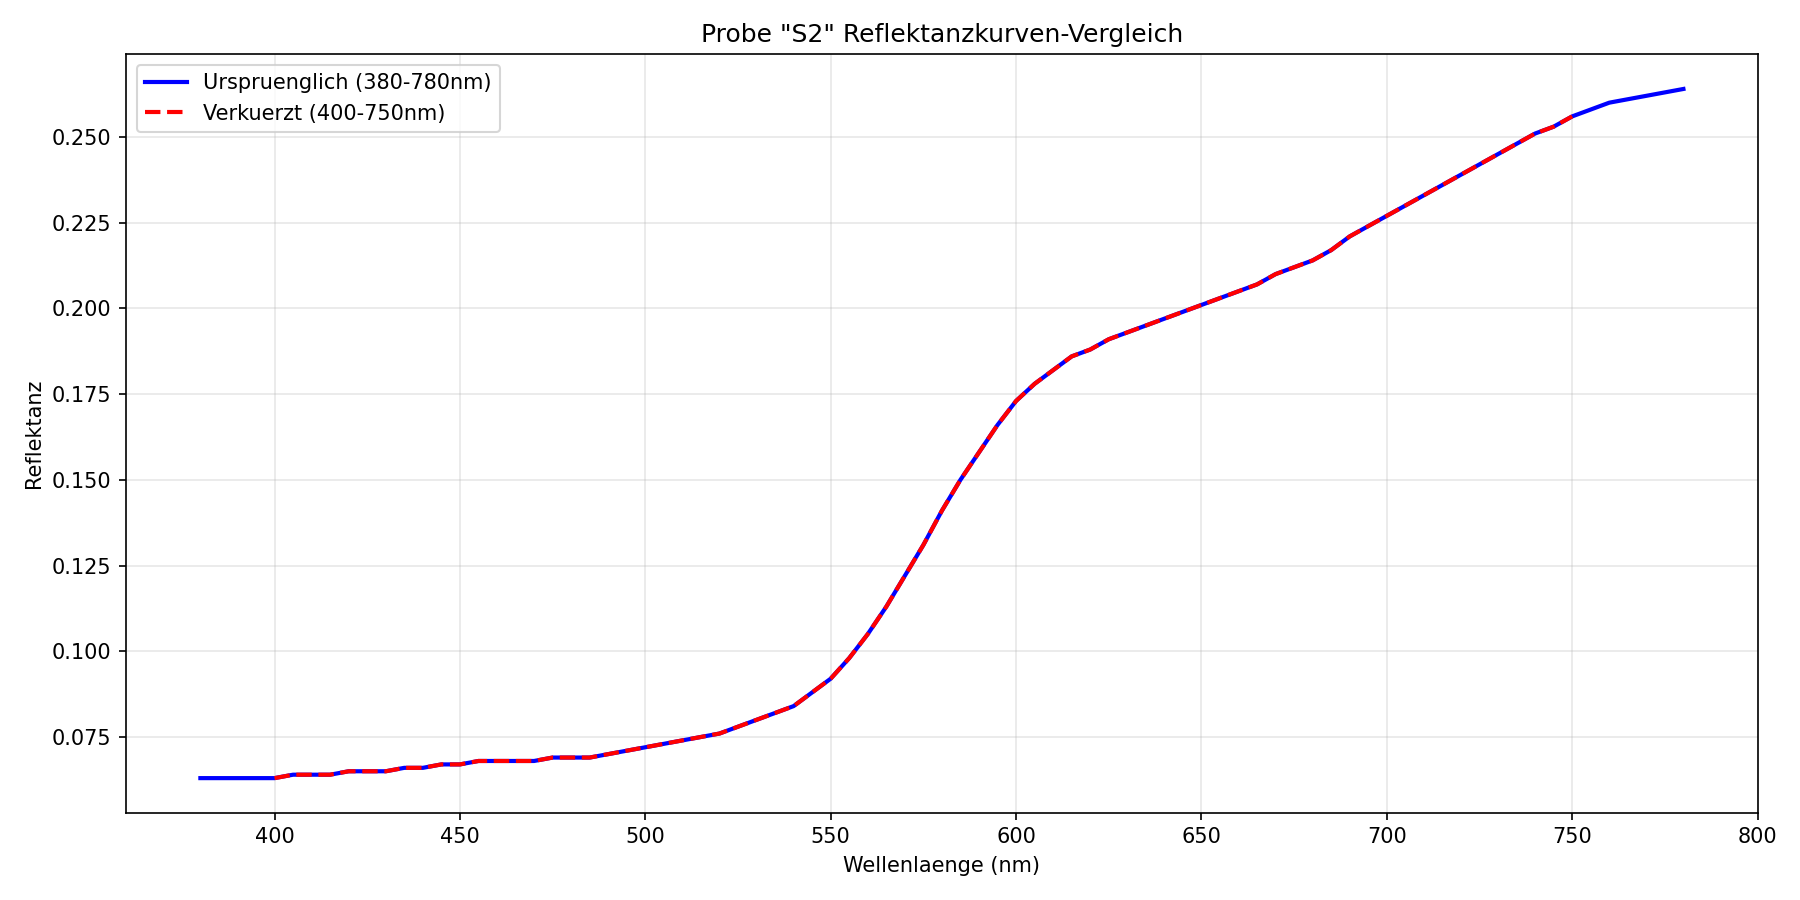 Probe "S2" Reflektanzkurven-Vergleich
Urspruenglich (380-780nm)
Verkuerzt (400-750nm)
Reflektanz
0.250
0.225
0.200
0.175
0.150
0.125
0.100
0.075
400 450 500 550 600 650 700 750 800
Wellenlaenge (nm)